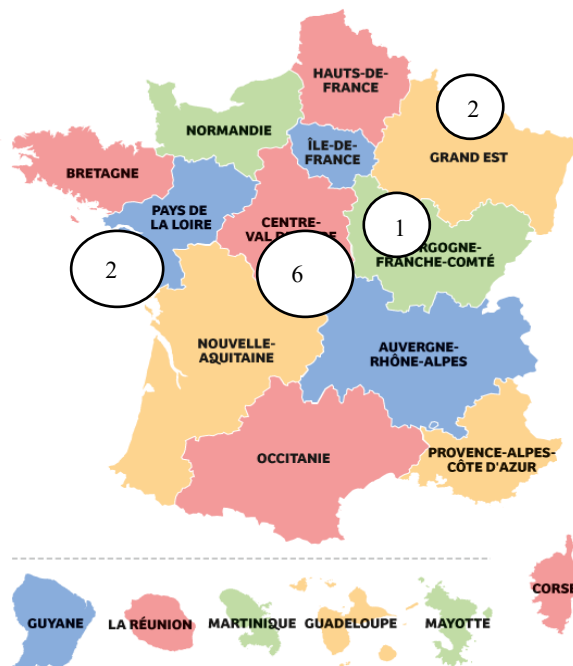 HAUTS-DE-
FRANCE
2
NORMANDIE
ÎLE-DE-
FRANCE
GRAND EST
BRETAGNE
PAYS DE
LA LOIRE
CENTRE-
1
2
6
FRANCHE-COMTÉ
NOUVELLE-
AQUITAINE
AUVERGNE-
RHÔNE-ALPES
OCCITANIE
PROVENCE-ALPES-
CÔTE D'AZUR
CORSE
GUYANE
LA RÉUNION
MARTINIQUE
GUADELOUPE
MAYOTTE